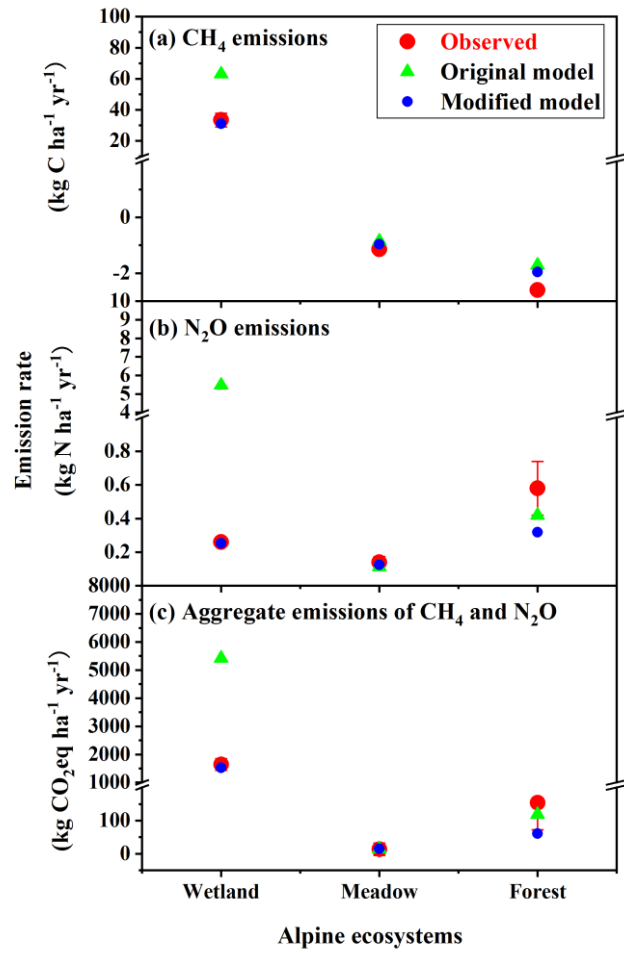 (a) CH₄ emissions
Observed
Original model
Modified model
100
80
60
40
20
0
-2
(kg C ha⁻¹ yr⁻¹)
(b) N₂O emissions
10
9
8
7
6
5
4
0.8
0.6
0.4
0.2
Emission rate
(kg N ha⁻¹ yr⁻¹)
(c) Aggregate emissions of CH₄ and N₂O
8000
7000
6000
5000
4000
3000
2000
1000
100
0
(kg CO₂eq ha⁻¹ yr⁻¹)
Wetland Meadow Forest
Alpine ecosystems